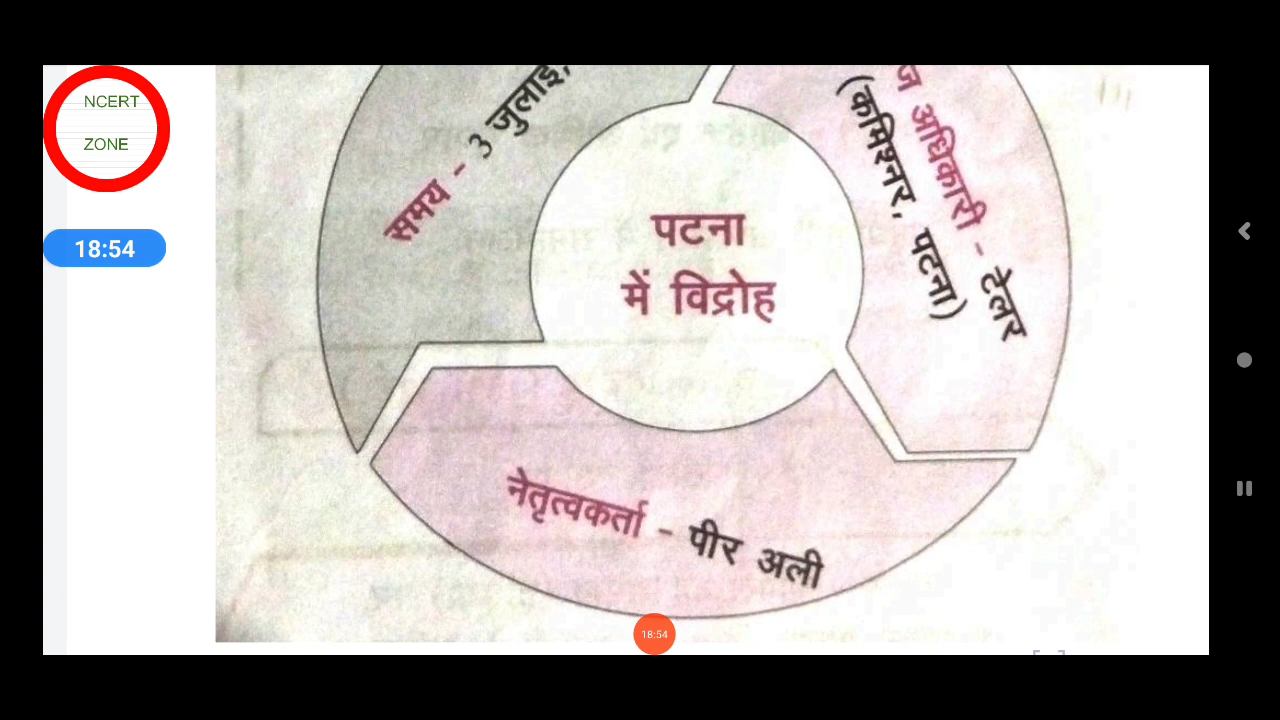 NCERT
ZONE
18:54
समय - 3 जुलाई,
ज अधिकारी - टेलर
(कमिश्नर, पटना)
पटना
में विद्रोह
नेतृत्वकर्ता - पीर अली
18:54